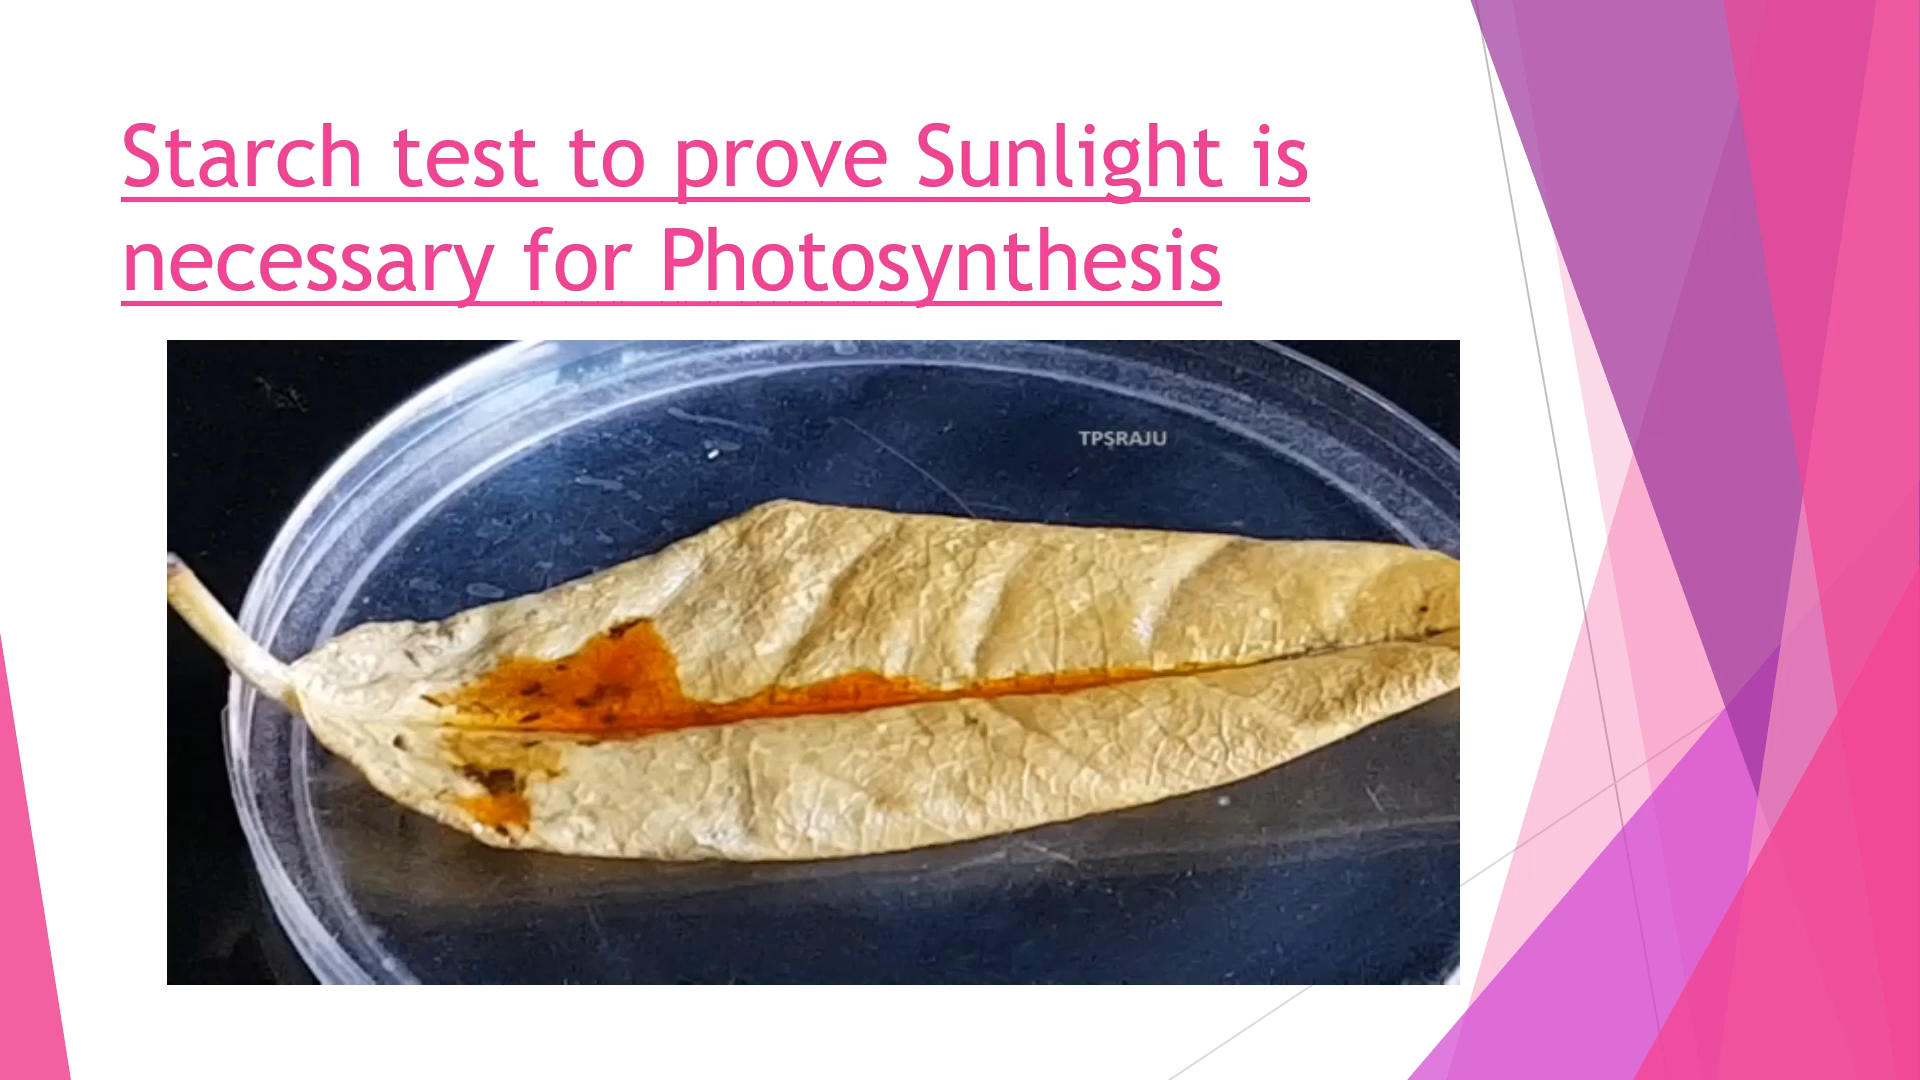 Starch test to prove Sunlight is
necessary for Photosynthesis
TPSRAJU